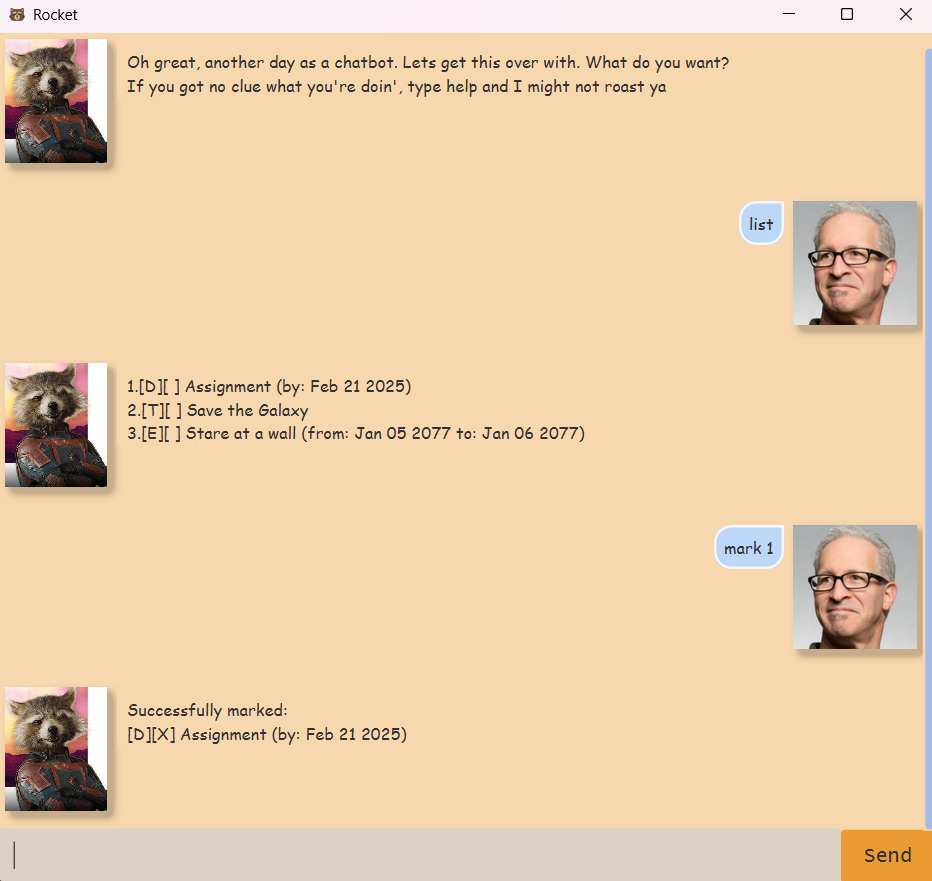 Rocket
Oh great, another day as a chatbot. Lets get this over with. What do you want?
If you got no clue what you're doin', type help and I might not roast ya
list
1.[D][ ] Assignment (by: Feb 21 2025)
2.[T][ ] Save the Galaxy
3.[E][ ] Stare at a wall (from: Jan 05 2077 to: Jan 06 2077)
mark 1
Successfully marked:
[D][X] Assignment (by: Feb 21 2025)
Send